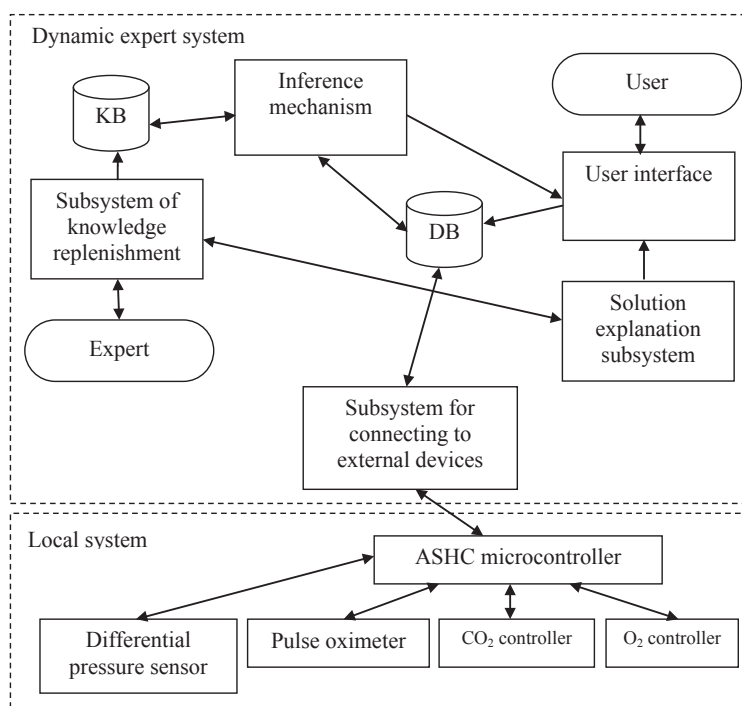 Dynamic expert system
KB
Inference
mechanism
User
Subsystem of
knowledge
replenishment
User interface
DB
Expert
Solution
explanation
subsystem
Subsystem for
connecting to
external devices
Local system
ASHC microcontroller
Differential
pressure sensor
Pulse oximeter
CO₂ controller
O₂ controller